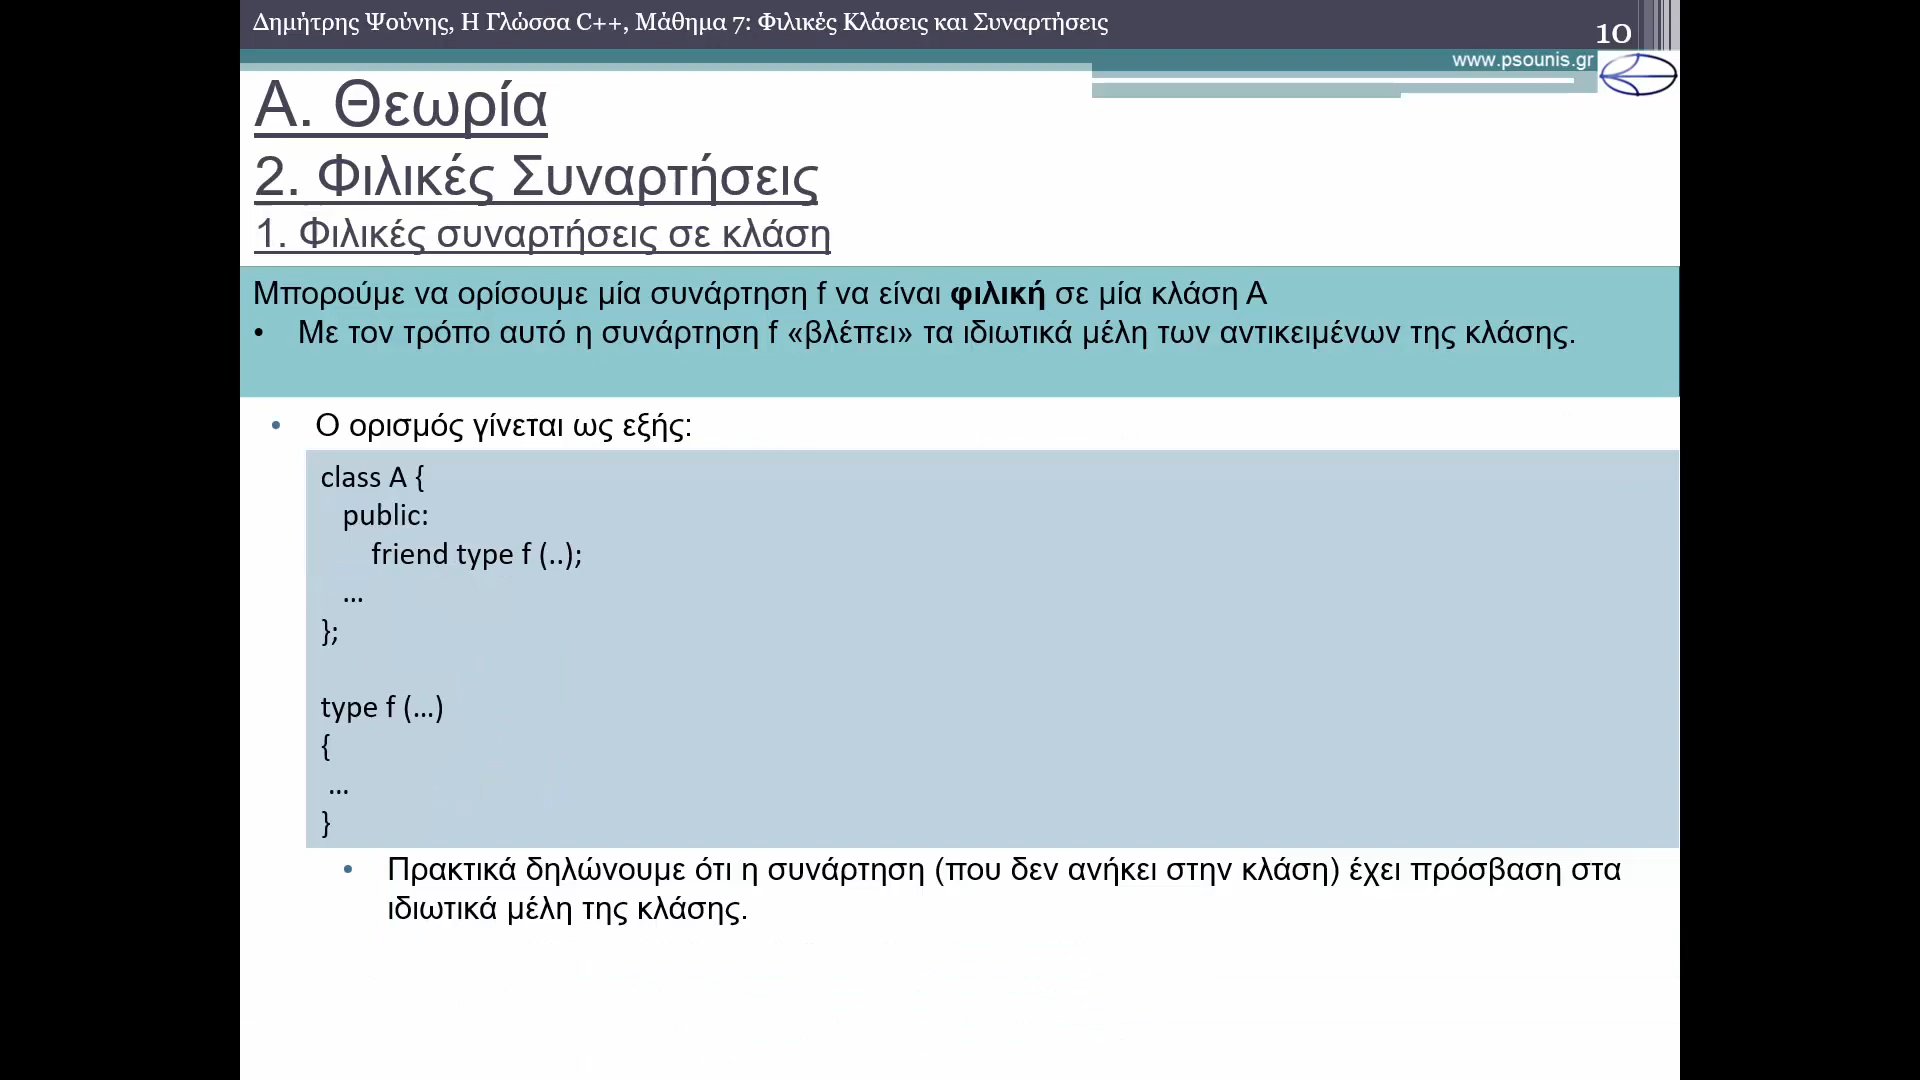 Δημήτρης Ψούνης, Η Γλώσσα C++, Μάθημα 7: Φιλικές Κλάσεις και Συναρτήσεις
10
www.psounis.gr
Α. Θεωρία
2. Φιλικές Συναρτήσεις
1. Φιλικές συναρτήσεις σε κλάση
Μπορούμε να ορίσουμε μία συνάρτηση f να είναι φιλική σε μία κλάση Α
• Με τον τρόπο αυτό η συνάρτηση f «βλέπει» τα ιδιωτικά μέλη των αντικειμένων της κλάσης.
• Ο ορισμός γίνεται ως εξής:
class A {
public:
friend type f (..);
...
};
type f (...)
{
...
}
• Πρακτικά δηλώνουμε ότι η συνάρτηση (που δεν ανήκει στην κλάση) έχει πρόσβαση στα
ιδιωτικά μέλη της κλάσης.